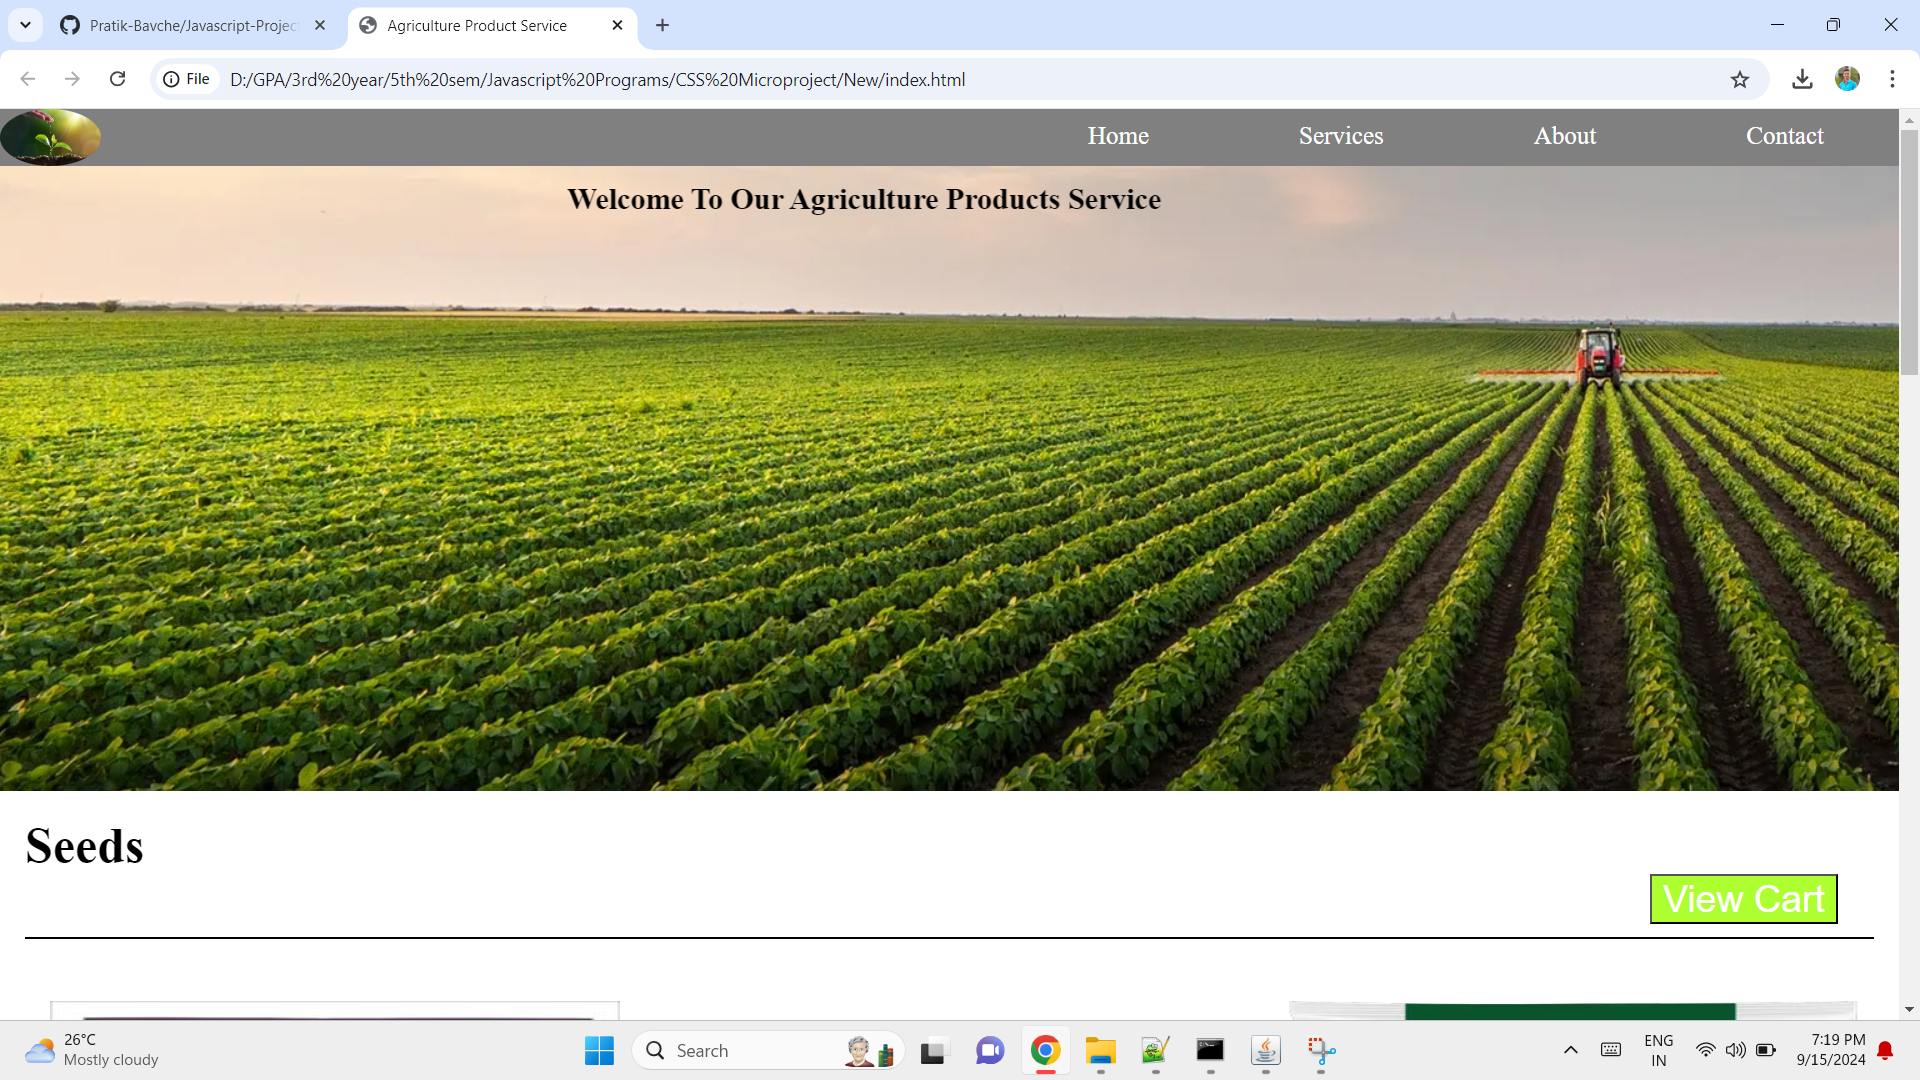 Pratik-Bavche/Javascript-Projec
Agriculture Product Service
File
D:/GPA/3rd%20year/5th%20sem/Javascript%20Programs/CSS%20Microproject/New/index.html
Home
Services
About
Contact
Welcome To Our Agriculture Products Service
Seeds
View Cart
26°C
Mostly cloudy
Search
ENG
IN
7:19 PM
9/15/2024